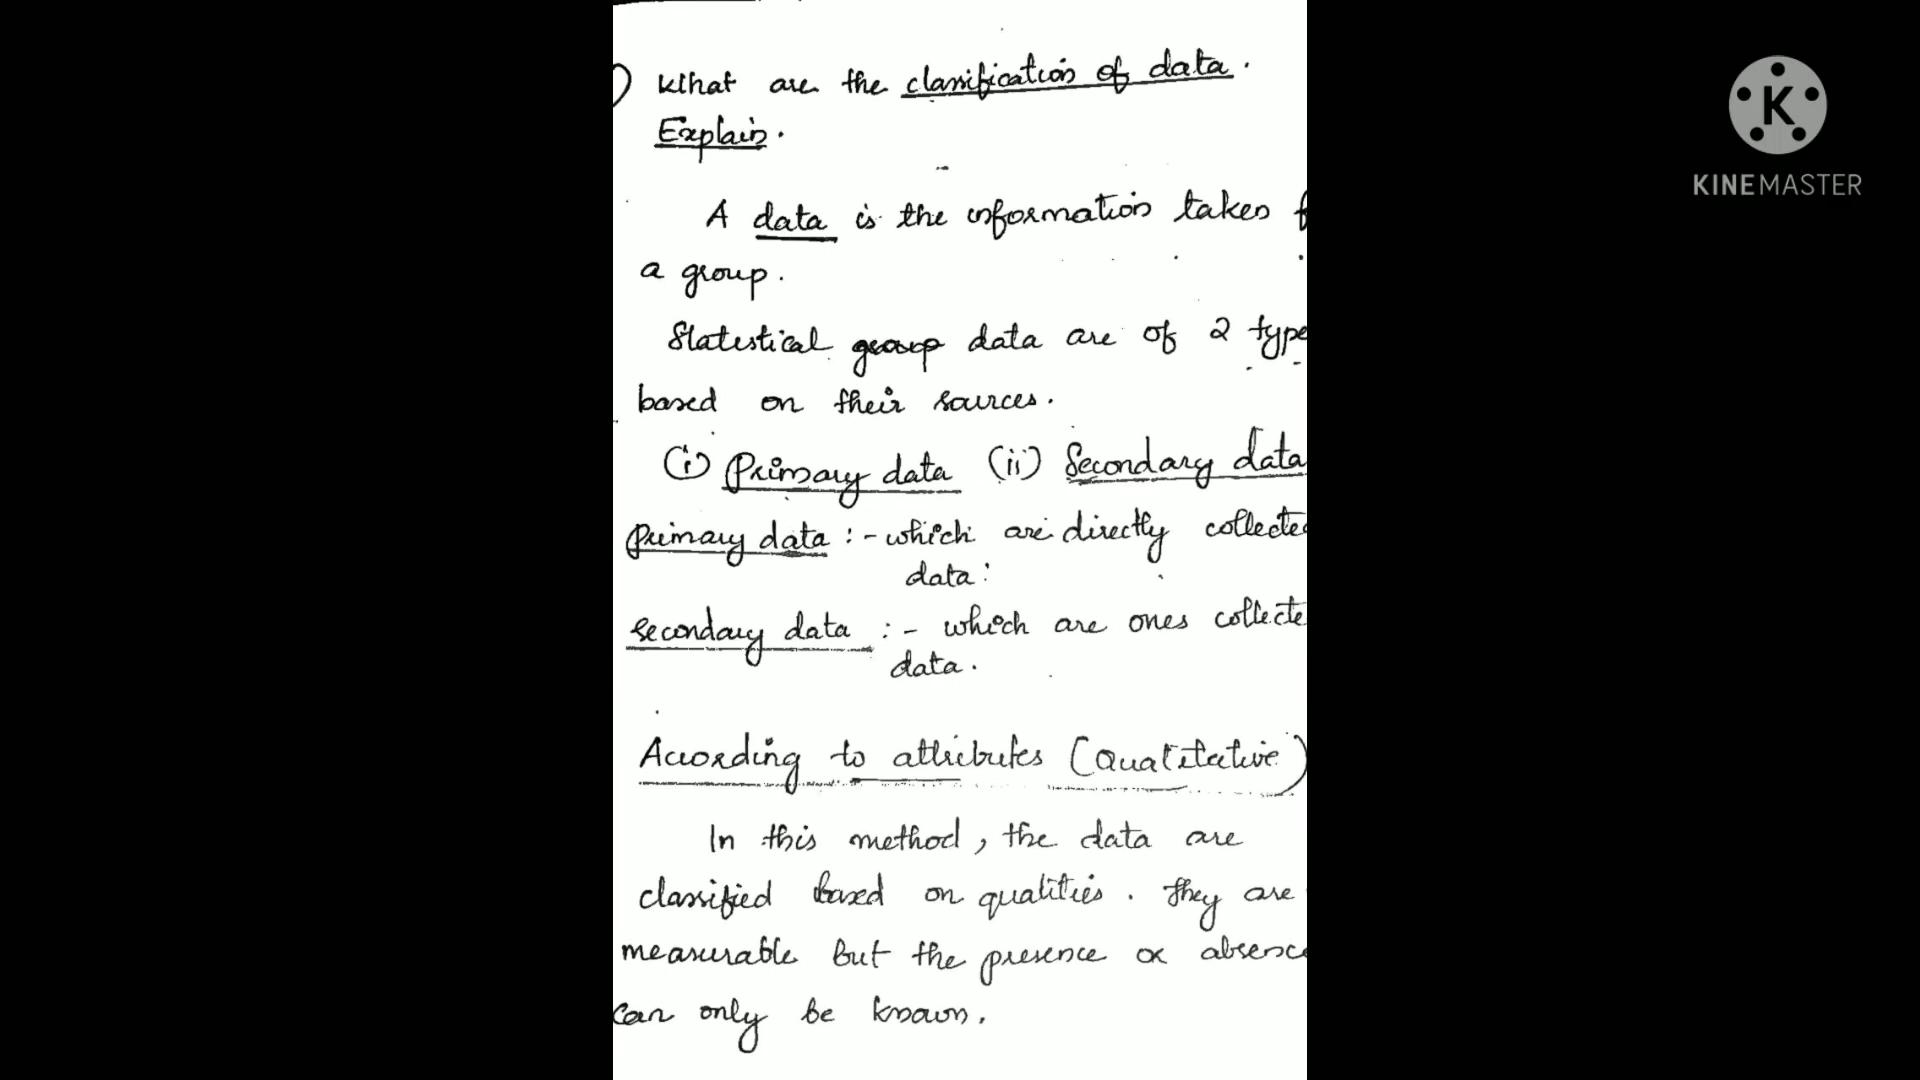 What are the classification of data.
Explain.
A data is the information taken f
a group.
Statestical group data are of 2 type
based on their sources.
(i) Primary data (ii) Secondary data
primary data :- which are directly collecte
data.
secondary data :- which are ones collecte
data.
According to attributes (Qualitative)
In this method, the data are
classified based on qualities. They are
measurable but the presence or absence
can only be known.
KINEMASTER